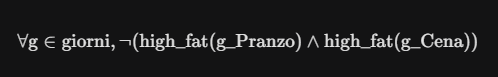 ∀g ∈ giorni, ¬(high_fat(g_Pranzo) ∧ high_fat(g_Cena))